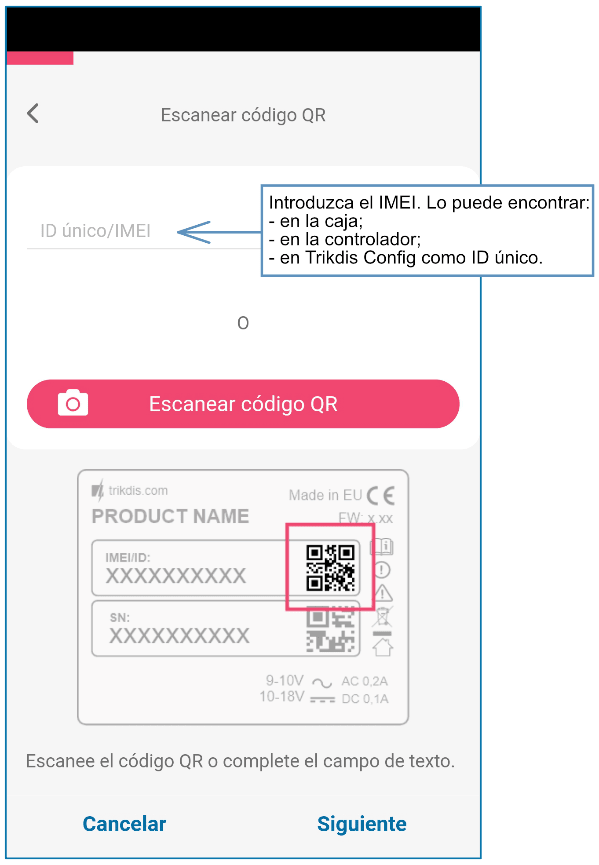 Escanear código QR
ID único/IMEI
Introduzca el IMEI. Lo puede encontrar:
- en la caja;
- en la controlador;
- en Trikdis Config como ID único.
O
Escanear código QR
trikdis.com
Made in EU CE
PRODUCT NAME
FW: x.xx
IMEI/ID:
XXXXXXXXXX
SN:
XXXXXXXXXX
9-10V AC 0,2A
10-18V DC 0,1A
Escanee el código QR o complete el campo de texto.
Cancelar
Siguiente